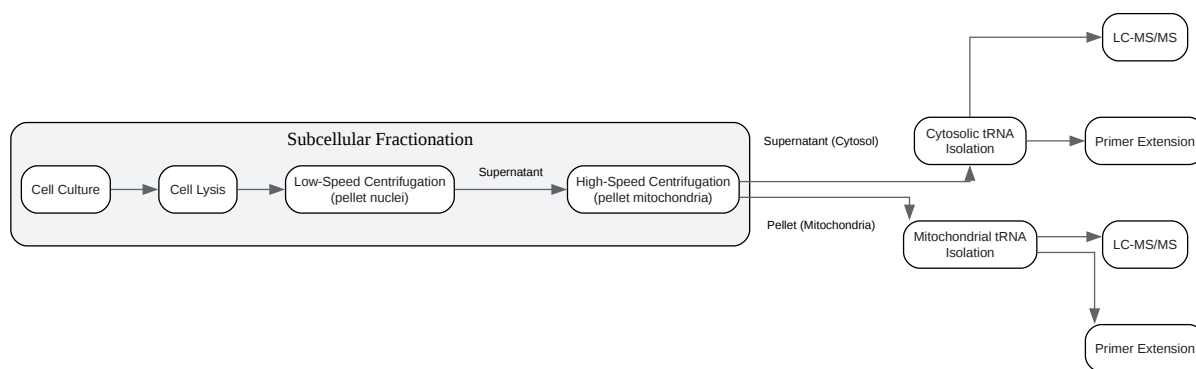 Subcellular Fractionation
Cell Culture
Cell Lysis
Low-Speed Centrifugation
(pellet nuclei)
Supernatant
High-Speed Centrifugation
(pellet mitochondria)
Supernatant (Cytosol)
Pellet (Mitochondria)
Cytosolic tRNA
Isolation
LC-MS/MS
Primer Extension
Mitochondrial tRNA
Isolation
LC-MS/MS
Primer Extension